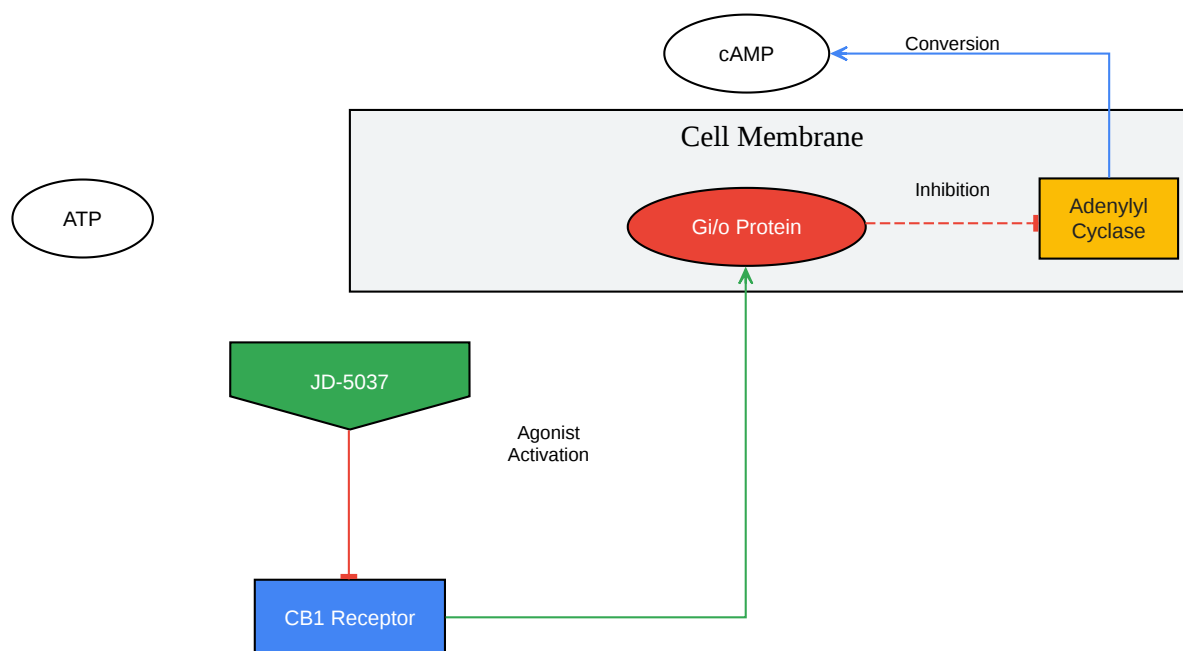 cAMP
Conversion
Cell Membrane
Inhibition
ATP
Gi/o Protein
Adenylyl
Cyclase
JD-5037
Agonist
Activation
CB1 Receptor